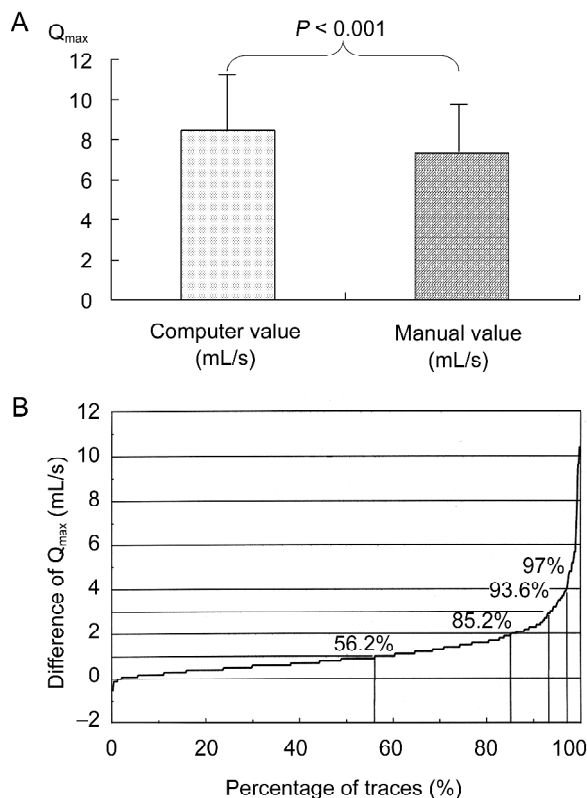 A
Qmax
P < 0.001
12
10
8
6
4
2
0
Computer value
(mL/s)
Manual value
(mL/s)
B
Difference of Qmax (mL/s)
12
10
8
6
4
2
0
–2
97%
93.6%
85.2%
56.2%
0 20 40 60 80 100
Percentage of traces (%)